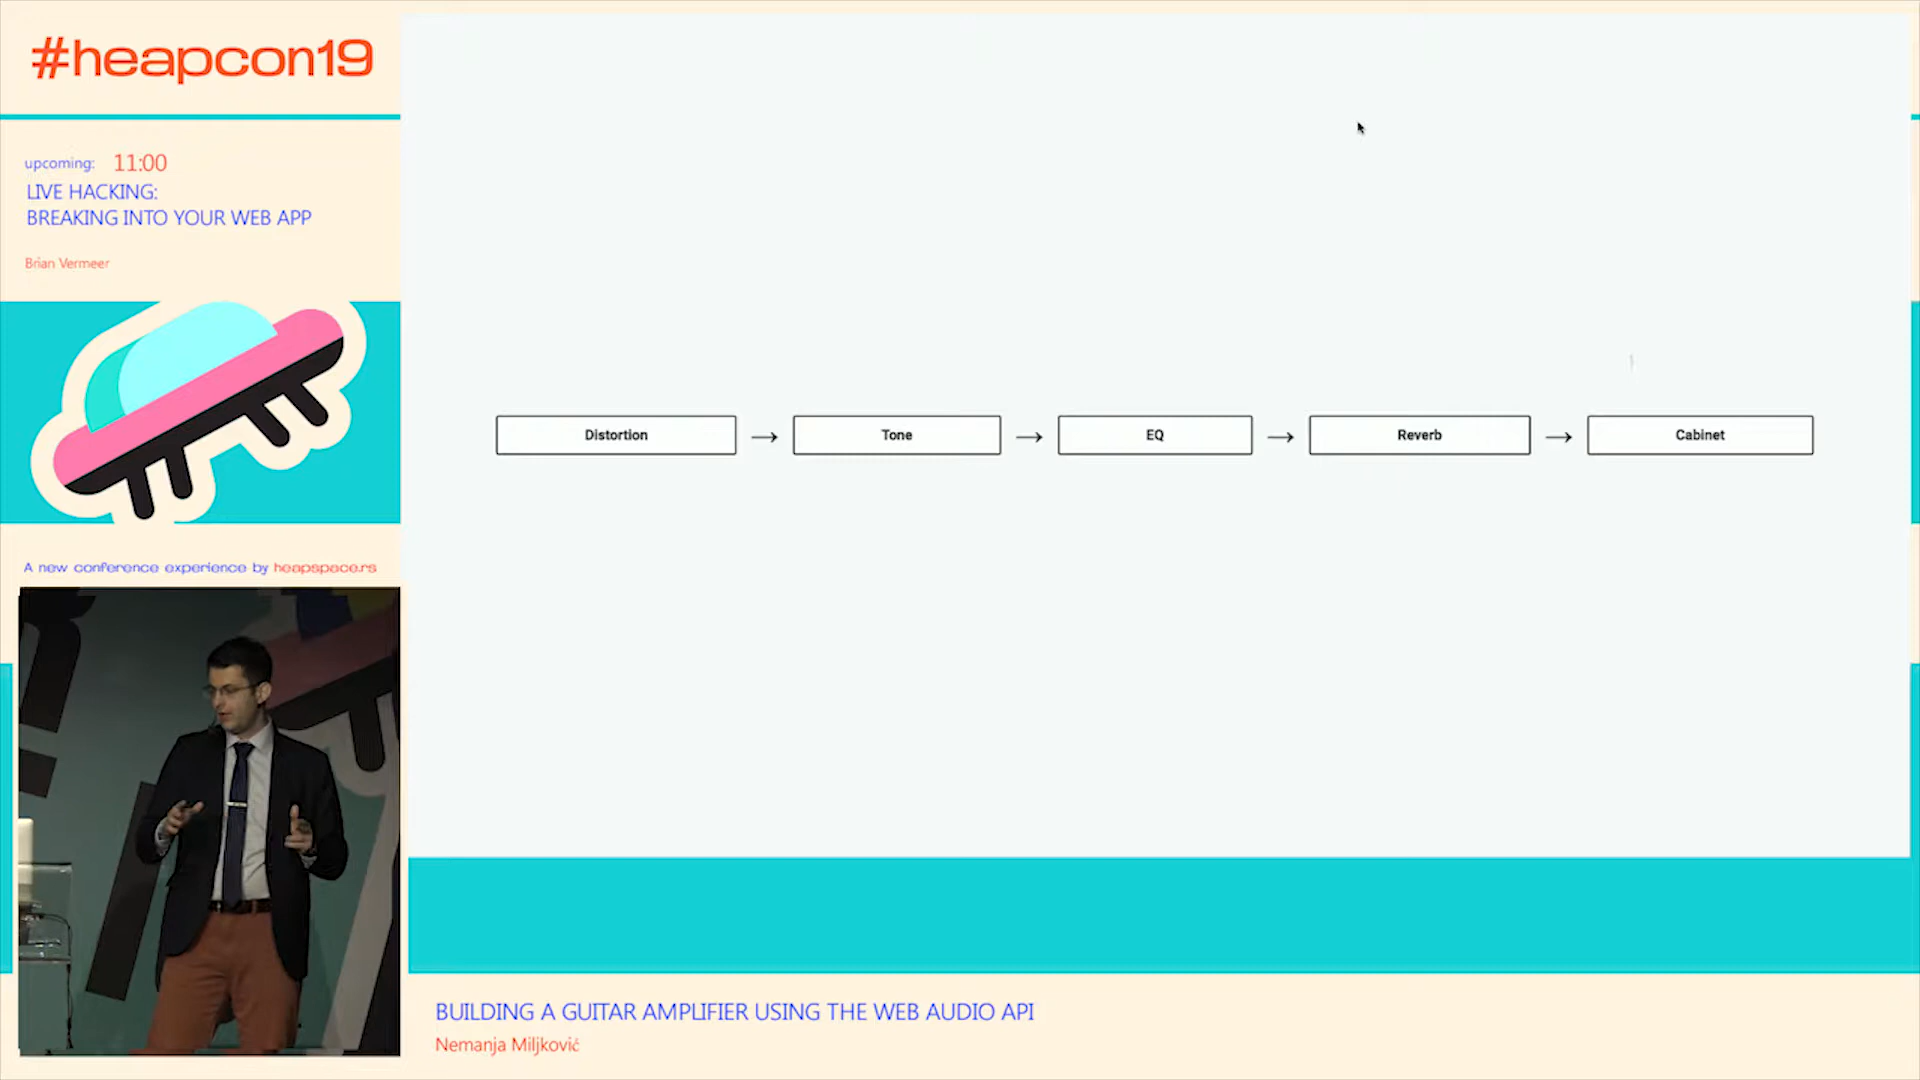 #heapcon19
upcoming: 11:00
LIVE HACKING:
BREAKING INTO YOUR WEB APP
Brian Vermeer
A new conference experience by heapspace.rs
Distortion → Tone → EQ → Reverb → Cabinet
BUILDING A GUITAR AMPLIFIER USING THE WEB AUDIO API
Nemanja Miljković